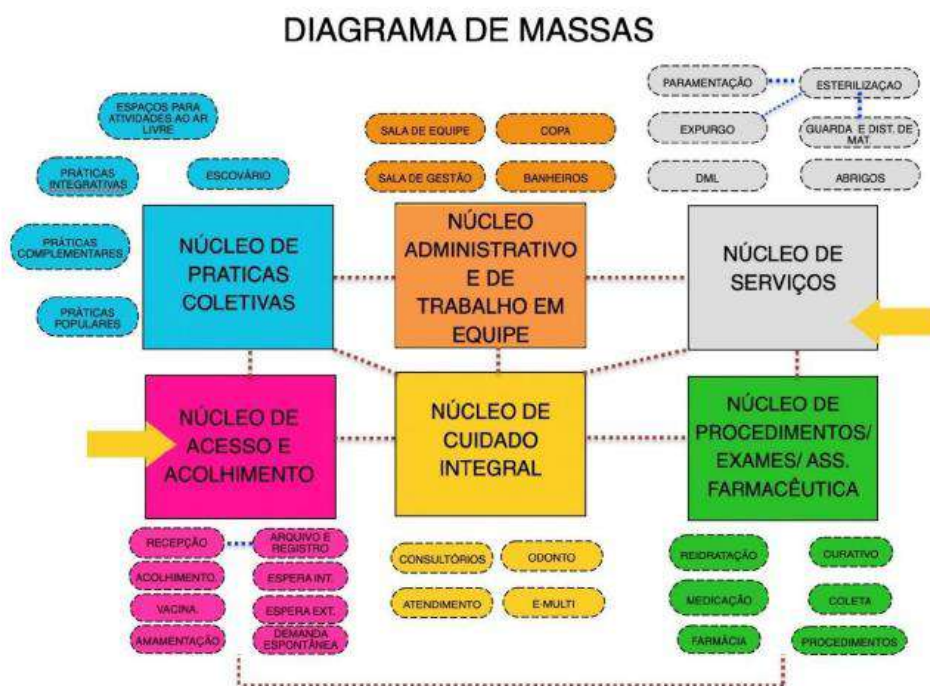 DIAGRAMA DE MASSAS
ESPAÇOS PARA
ATIVIDADES AO AR
LIVRE
PRÁTICAS
INTEGRATIVAS
ESCOVÁRIO
PRÁTICAS
COMPLEMENTARES
PRÁTICAS
POPULARES
NÚCLEO DE
PRATICAS
COLETIVAS
SALA DE EQUIPE
COPA
SALA DE GESTÃO
BANHEIROS
NÚCLEO
ADMINISTRATIVO
E DE
TRABALHO EM
EQUIPE
PARAMENTAÇÃO
ESTERILIZAÇAO
EXPURGO
GUARDA E DIST. DE
MAT.
DML
ABRIGOS
NÚCLEO DE
SERVIÇOS
NÚCLEO DE
ACESSO E
ACOLHIMENTO
RECEPÇÃO
ARQUIVO E
REGISTRO
ACOLHIMENTO.
ESPERA INT.
VACINA.
ESPERA EXT.
AMAMENTAÇÃO
DEMANDA
ESPONTÂNEA
NÚCLEO DE
CUIDADO
INTEGRAL
CONSULTÓRIOS
ODONTO
ATENDIMENTO
E-MULTI
NÚCLEO DE
PROCEDIMENTOS/
EXAMES/ ASS.
FARMACÊUTICA
REIDRATAÇÃO
CURATIVO
MEDICAÇÃO
COLETA
FARMÁCIA
PROCEDIMENTOS